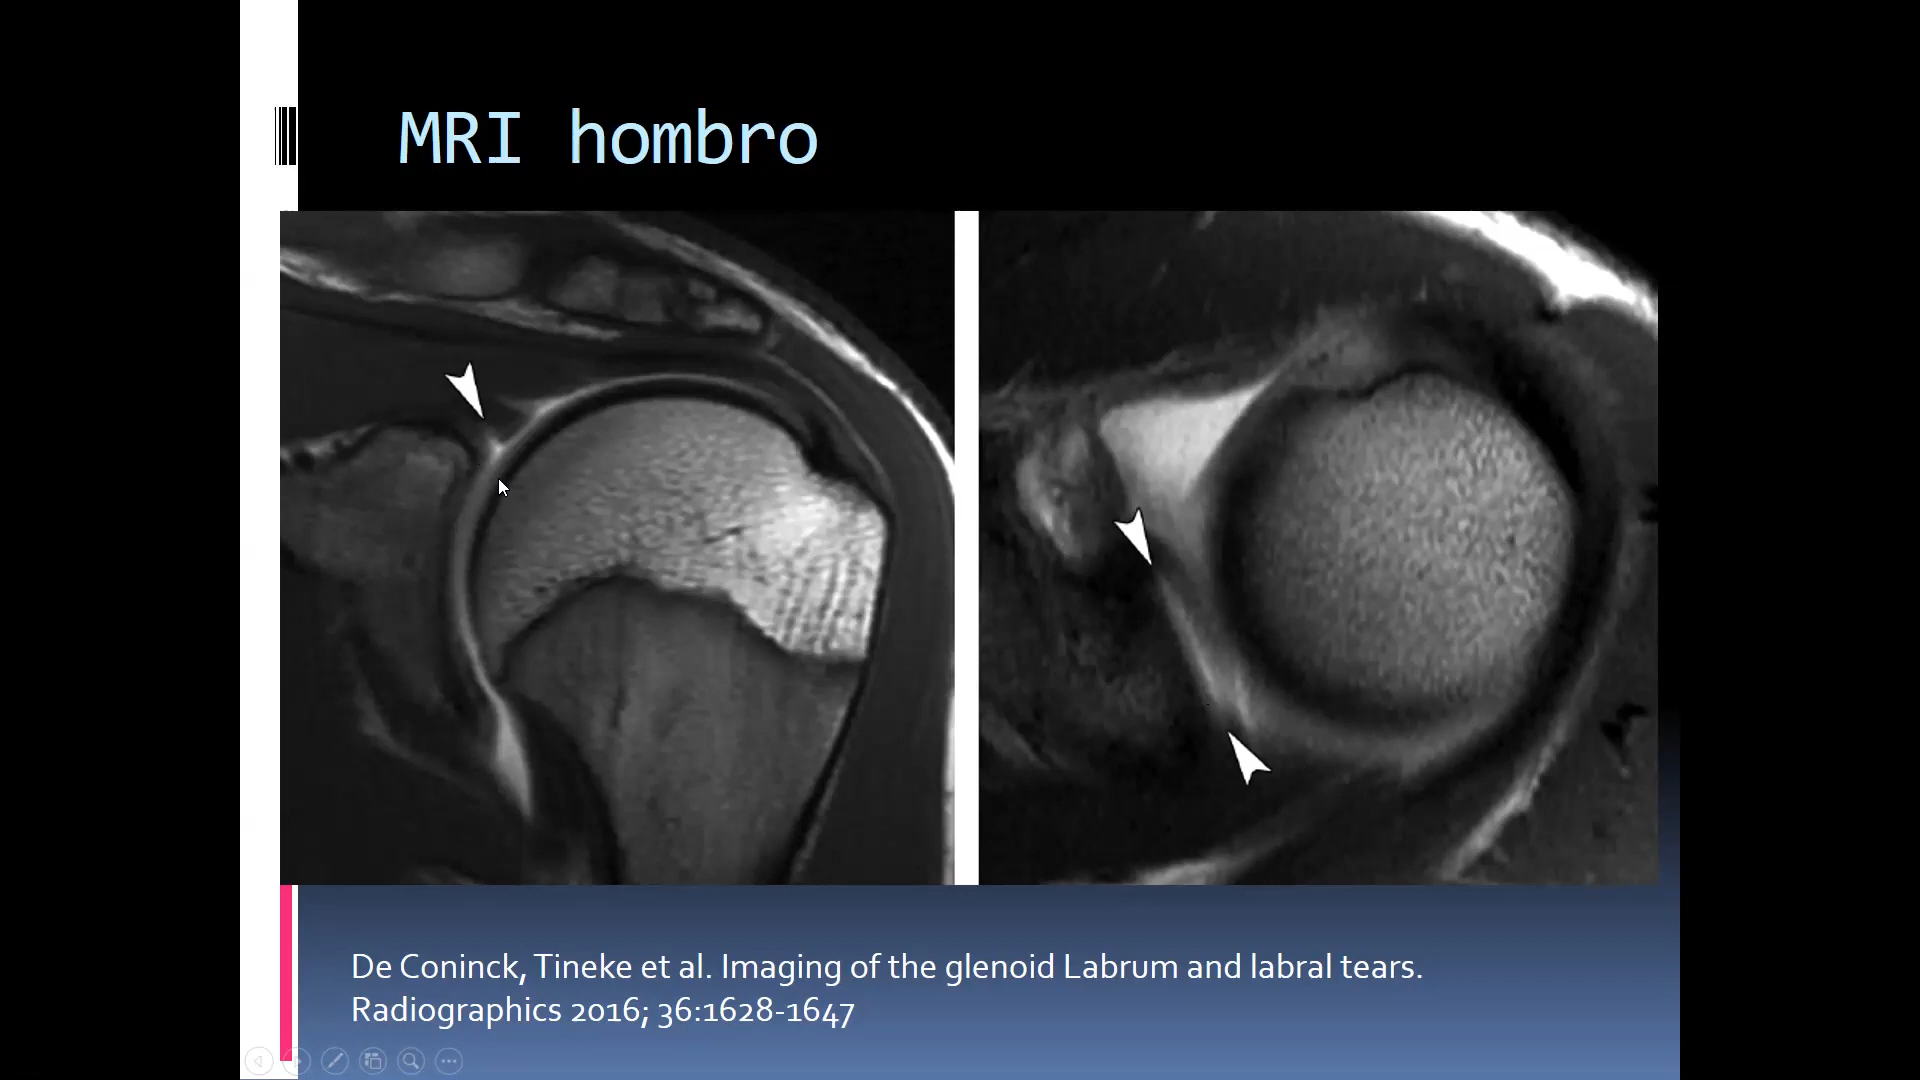 MRI hombro
De Coninck, Tineke et al. Imaging of the glenoid Labrum and labral tears.
Radiographics 2016; 36:1628-1647